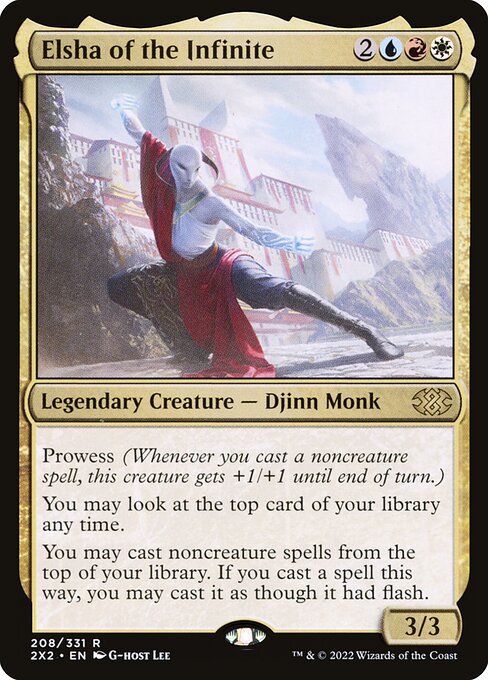 Elsha of the Infinite 2
Legendary Creature — Djinn Monk
Prowess (Whenever you cast a noncreature
spell, this creature gets +1/+1 until end of turn.)
You may look at the top card of your library
any time.
You may cast noncreature spells from the
top of your library. If you cast a spell this
way, you may cast it as though it had flash.
3/3
208/331 R
2X2 • EN G-host Lee
™ & © 2022 Wizards of the Coast